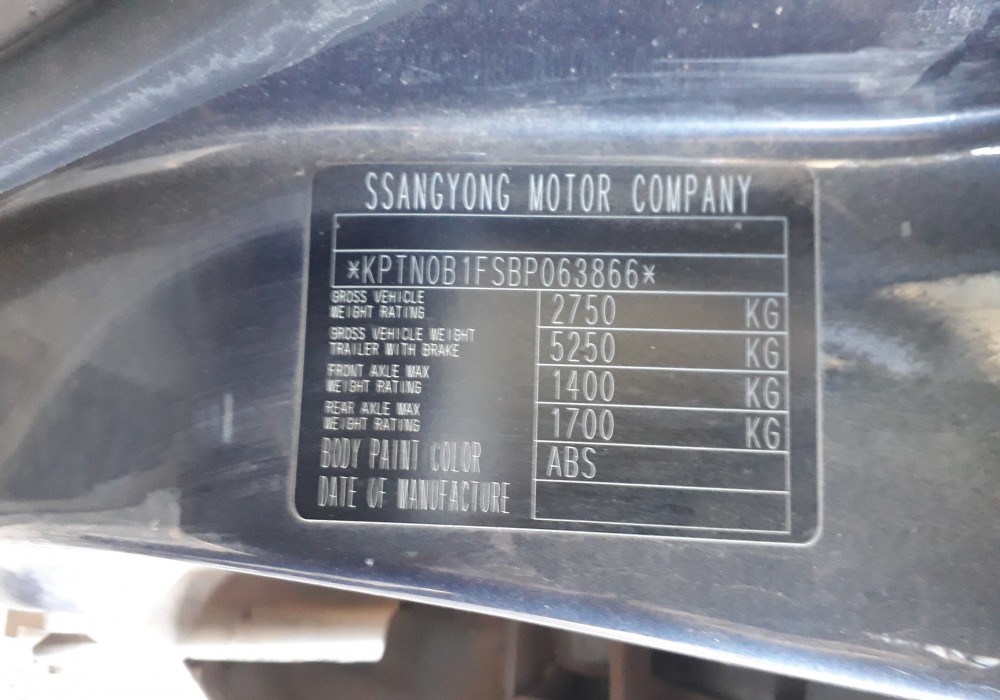 SSANGYONG MOTOR COMPANY
*KPTN0B1FSBP063866*
GROSS VEHICLE
WEIGHT RATING 2750 KG
GROSS VEHICLE WEIGHT
TRAILER WITH BRAKE 5250 KG
FRONT AXLE MAX
WEIGHT RATING 1400 KG
REAR AXLE MAX
WEIGHT RATING 1700 KG
BODY PAINT COLOR ABS
DATE OF MANUFACTURE